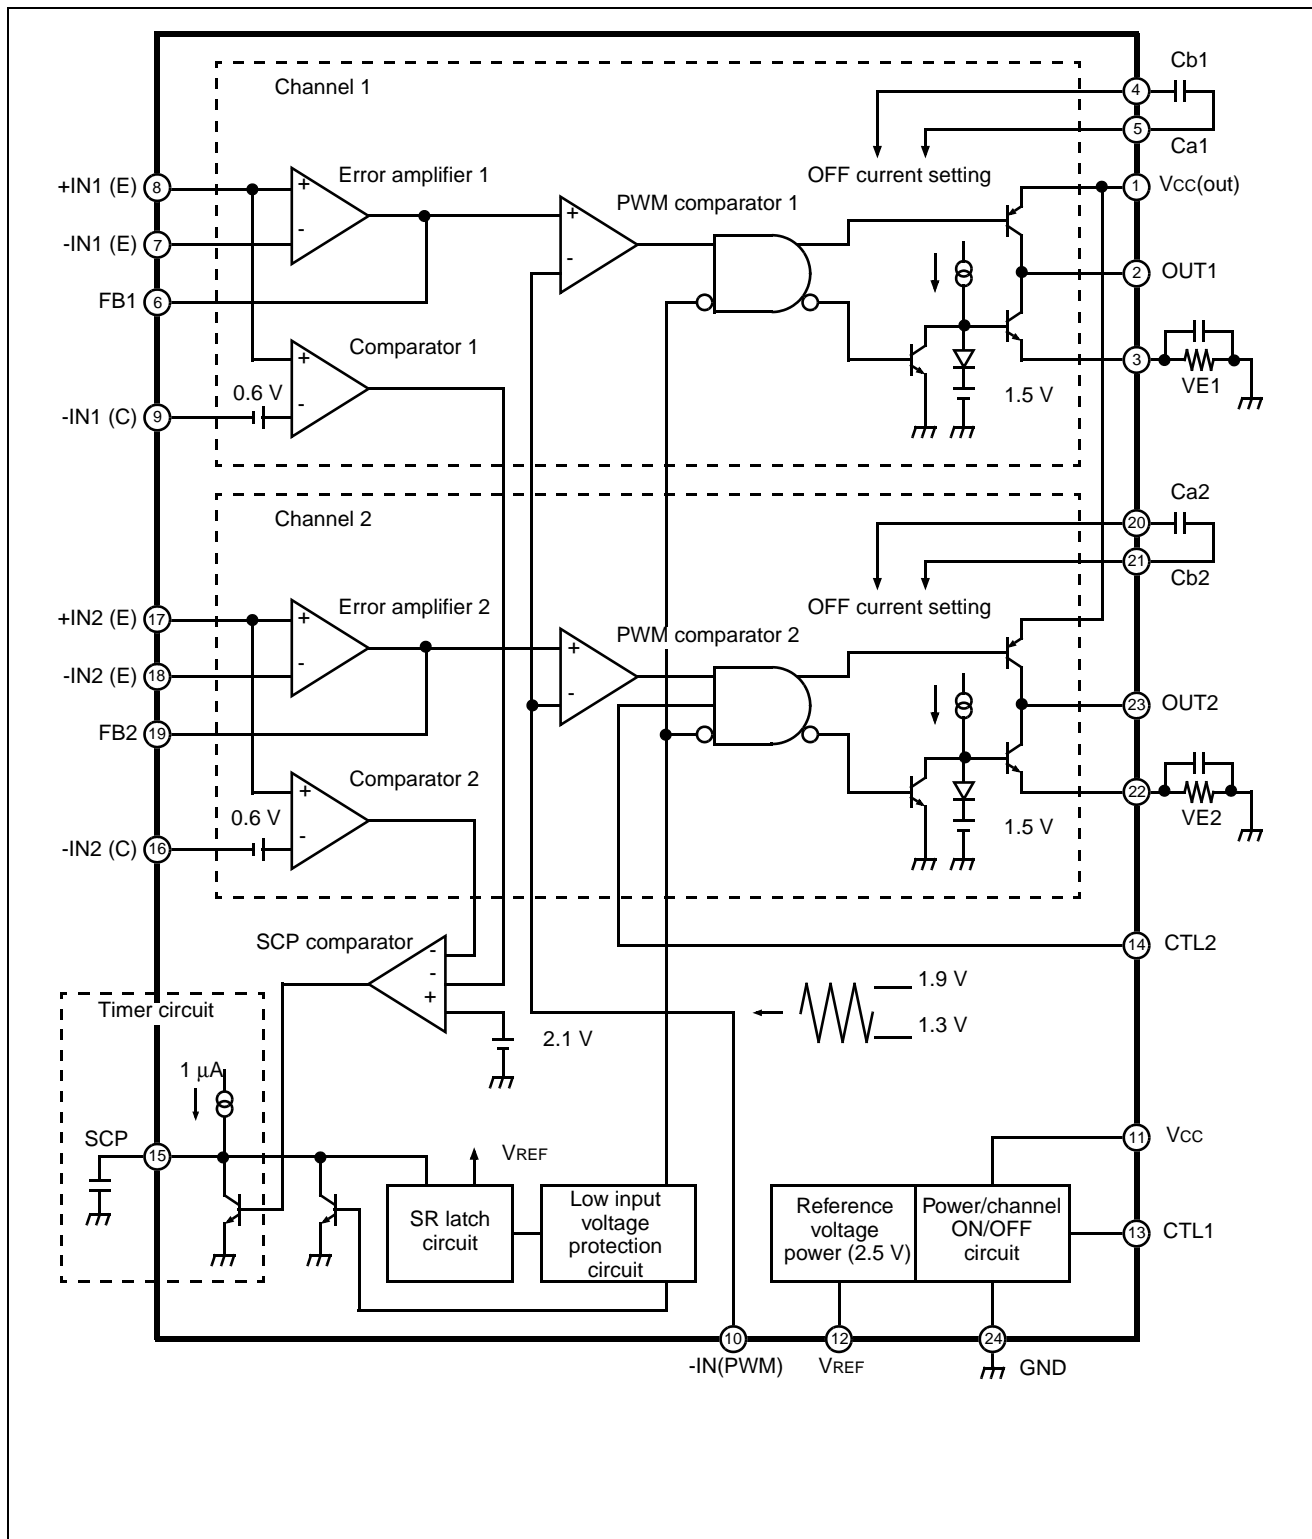 Channel 1
Cb1
4
5
Ca1
OFF current setting
+IN1 (E) 8
Error amplifier 1
+
-
1 VCC(out)
PWM comparator 1
+
-
-IN1 (E) 7
2 OUT1
FB1 6
Comparator 1
+
-
0.6 V
-IN1 (C) 9
3
VE1
1.5 V
Channel 2
Ca2
20
21
Cb2
OFF current setting
+IN2 (E) 17
Error amplifier 2
+
-
PWM comparator 2
+
-
-IN2 (E) 18
23 OUT2
FB2 19
Comparator 2
+
-
0.6 V
-IN2 (C) 16
22
VE2
1.5 V
SCP comparator
-
-
+
14 CTL2
1.9 V
1.3 V
2.1 V
Timer circuit
1 μA
SCP
15
VREF
11 VCC
SR latch
circuit
Low input
voltage
protection
circuit
Reference
voltage
power (2.5 V)
Power/channel
ON/OFF
circuit
13 CTL1
10
12
24
-IN(PWM)
VREF
GND